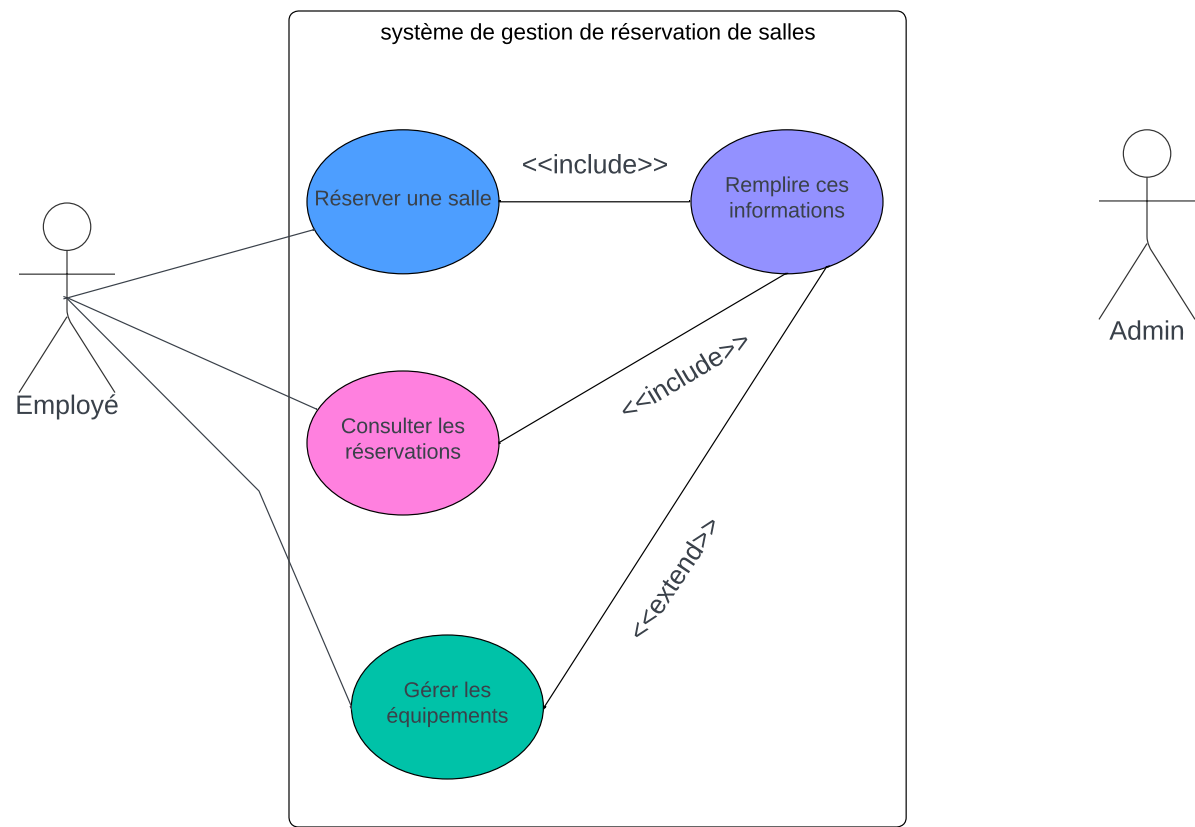 système de gestion de réservation de salles
Réserver une salle
<<include>>
Remplire ces
informations
Employé
Admin
Consulter les
réservations
<<include>>
<<extend>>
Gérer les
équipements